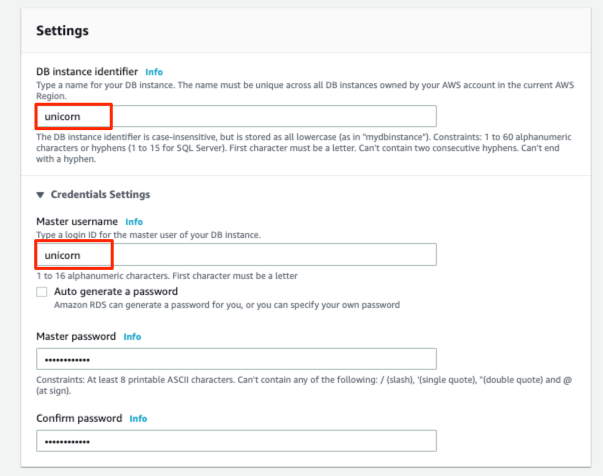 Settings
DB instance identifier Info
Type a name for your DB instance. The name must be unique across all DB instances owned by your AWS account in the current AWS
Region.
unicorn
The DB instance identifier is case-insensitive, but is stored as all lowercase (as in "mydbinstance"). Constraints: 1 to 60 alphanumeric
characters or hyphens (1 to 15 for SQL Server). First character must be a letter. Can't contain two consecutive hyphens. Can't end
with a hyphen.
▼ Credentials Settings
Master username Info
Type a login ID for the master user of your DB instance.
unicorn
1 to 16 alphanumeric characters. First character must be a letter
Auto generate a password
Amazon RDS can generate a password for you, or you can specify your own password
Master password Info
••••••••••••
Constraints: At least 8 printable ASCII characters. Can't contain any of the following: / (slash), '(single quote), "(double quote) and @
(at sign).
Confirm password Info
••••••••••••